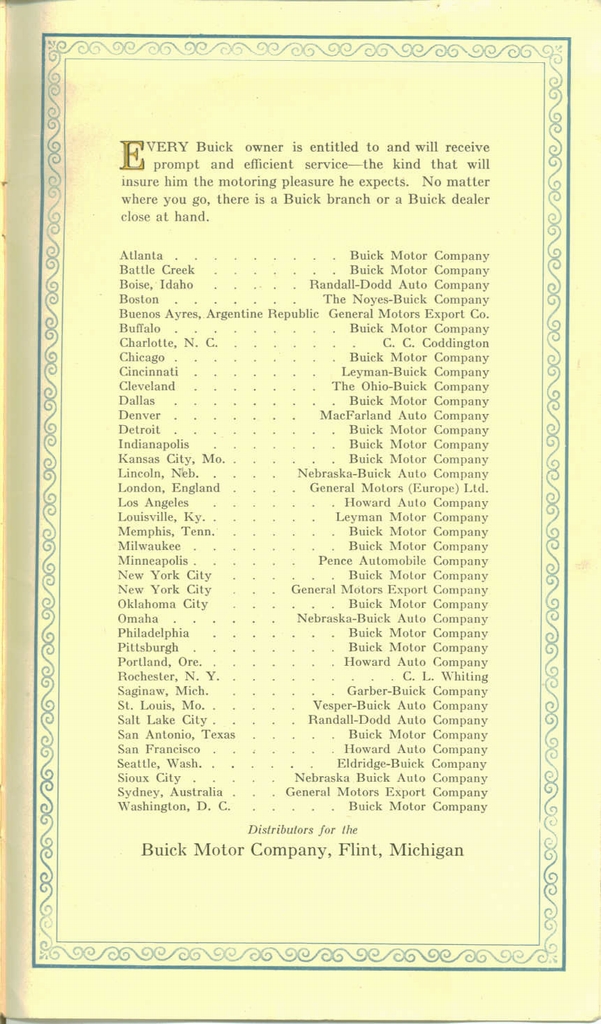 EVERY Buick owner is entitled to and will receive
prompt and efficient service—the kind that will
insure him the motoring pleasure he expects. No matter
where you go, there is a Buick branch or a Buick dealer
close at hand.
Atlanta . . . . . . . . . Buick Motor Company
Battle Creek . . . . . . . Buick Motor Company
Boise, Idaho . . . . . Randall-Dodd Auto Company
Boston . . . . . . . The Noyes-Buick Company
Buenos Ayres, Argentine Republic General Motors Export Co.
Buffalo . . . . . . . . . Buick Motor Company
Charlotte, N. C. . . . . . . . C. C. Coddington
Chicago . . . . . . . . . Buick Motor Company
Cincinnati . . . . . . . Leyman-Buick Company
Cleveland . . . . . . . The Ohio-Buick Company
Dallas . . . . . . . . . Buick Motor Company
Denver . . . . . . . MacFarland Auto Company
Detroit . . . . . . . . . Buick Motor Company
Indianapolis . . . . . . . Buick Motor Company
Kansas City, Mo. . . . . . . Buick Motor Company
Lincoln, Neb. . . . . . Nebraska-Buick Auto Company
London, England . . . . General Motors (Europe) Ltd.
Los Angeles . . . . . . . Howard Auto Company
Louisville, Ky. . . . . . . . Leyman Motor Company
Memphis, Tenn. . . . . . . . Buick Motor Company
Milwaukee . . . . . . . . Buick Motor Company
Minneapolis . . . . . . Pence Automobile Company
New York City . . . . . . Buick Motor Company
New York City . . . General Motors Export Company
Oklahoma City . . . . . . Buick Motor Company
Omaha . . . . . . Nebraska-Buick Auto Company
Philadelphia . . . . . . . Buick Motor Company
Pittsburgh . . . . . . . . Buick Motor Company
Portland, Ore. . . . . . . . Howard Auto Company
Rochester, N. Y. . . . . . . . . . C. L. Whiting
Saginaw, Mich. . . . . . . Garber-Buick Company
St. Louis, Mo. . . . . . . Vesper-Buick Auto Company
Salt Lake City . . . . . Randall-Dodd Auto Company
San Antonio, Texas . . . . . Buick Motor Company
San Francisco . . . . . . . Howard Auto Company
Seattle, Wash. . . . . . . . Eldridge-Buick Company
Sioux City . . . . . Nebraska Buick Auto Company
Sydney, Australia . . . General Motors Export Company
Washington, D. C. . . . . . Buick Motor Company
Distributors for the
Buick Motor Company, Flint, Michigan